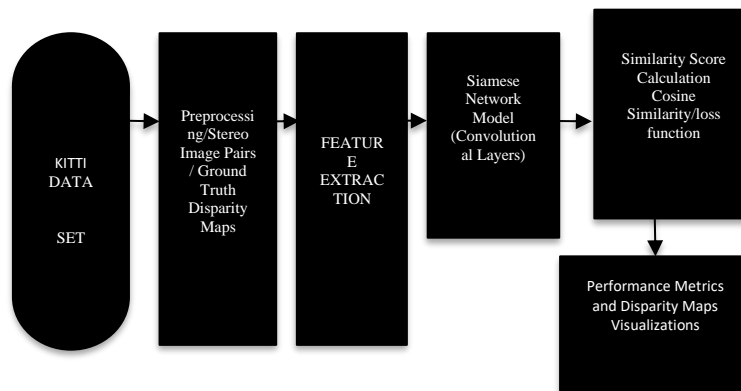 KITTI
DATA
SET
Preprocessi
ng/Stereo
Image Pairs
/ Ground
Truth
Disparity
Maps
FEATUR
E
EXTRAC
TION
Siamese
Network
Model
(Convolution
al Layers)
Similarity Score
Calculation
Cosine
Similarity/loss
function
Performance Metrics
and Disparity Maps
Visualizations